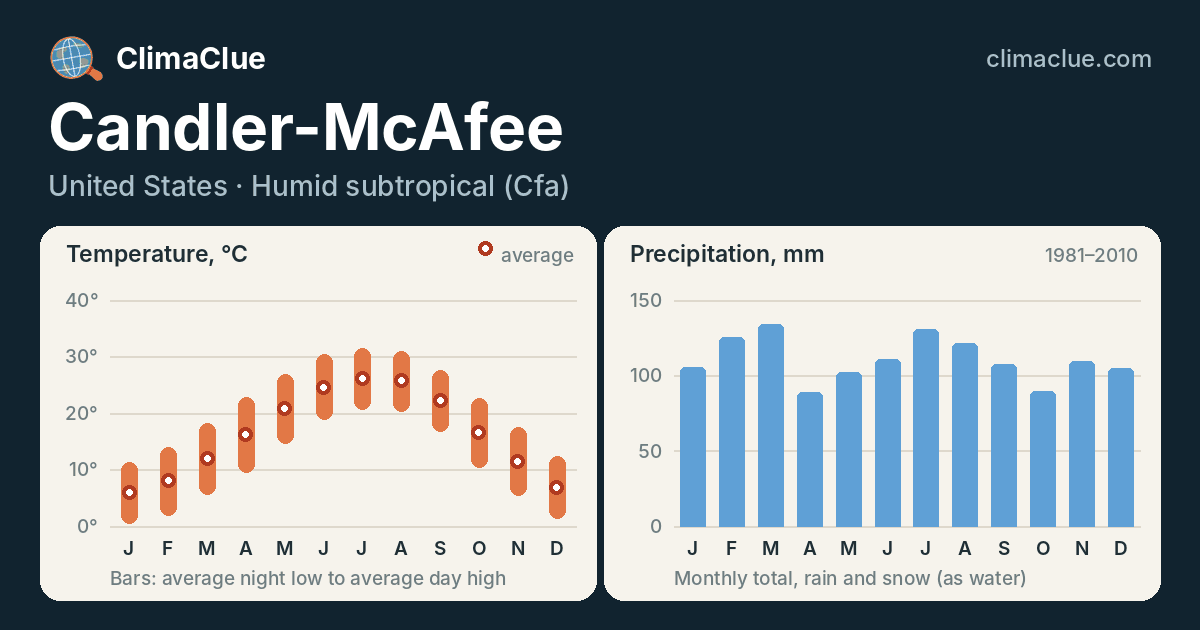 ClimaClue
climaclue.com
Candler-McAfee
United States · Humid subtropical (Cfa)
Temperature, °C
average
40°
30°
20°
10°
0°
J F M A M J J A S O N D
Bars: average night low to average day high
Precipitation, mm
1981–2010
150
100
50
0
J F M A M J J A S O N D
Monthly total, rain and snow (as water)